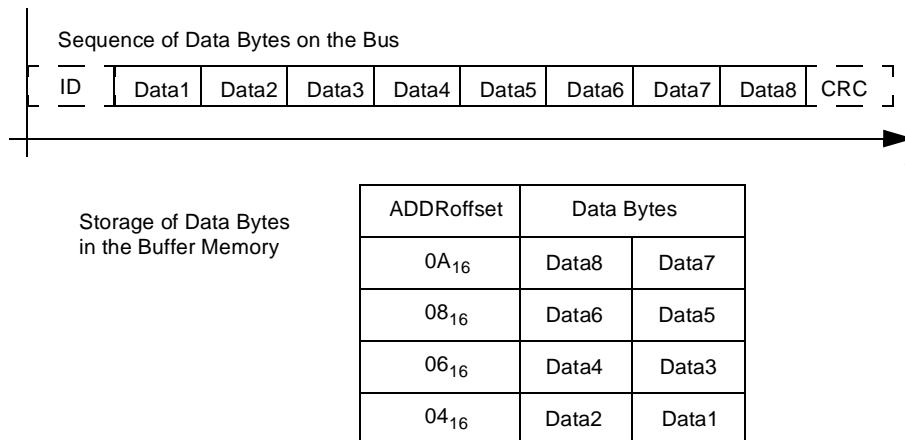 Sequence of Data Bytes on the Bus
ID Data1 Data2 Data3 Data4 Data5 Data6 Data7 Data8 CRC
Storage of Data Bytes
in the Buffer Memory
ADDRoffset Data Bytes
0A16 Data8 Data7
0816 Data6 Data5
0616 Data4 Data3
0416 Data2 Data1